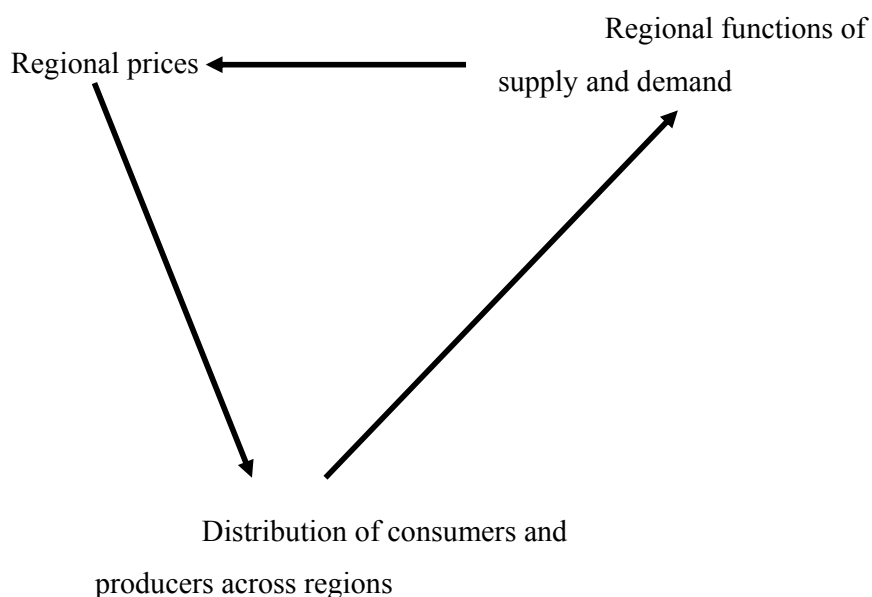 Regional functions of
supply and demand
Regional prices
Distribution of consumers and
producers across regions